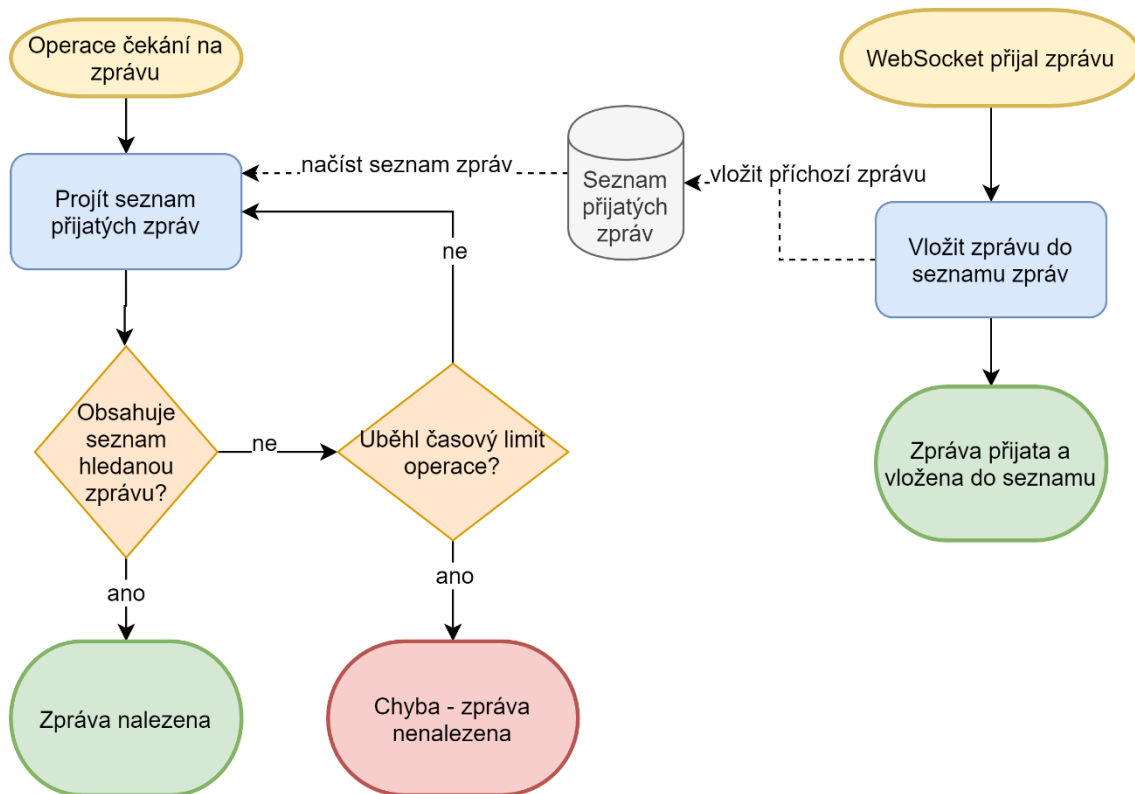 Operace čekání na
zprávu
WebSocket přijal zprávu
načíst seznam zpráv
vložit příchozí zprávu
Seznam
přijatých
zpráv
Projít seznam
přijatých zpráv
ne
Vložit zprávu do
seznamu zpráv
Obsahuje
seznam
hledanou
zprávu?
ne
Uběhl časový limit
operace?
Zpráva přijata a
vložena do seznamu
ano
ano
Zpráva nalezena
Chyba - zpráva
nenalezena